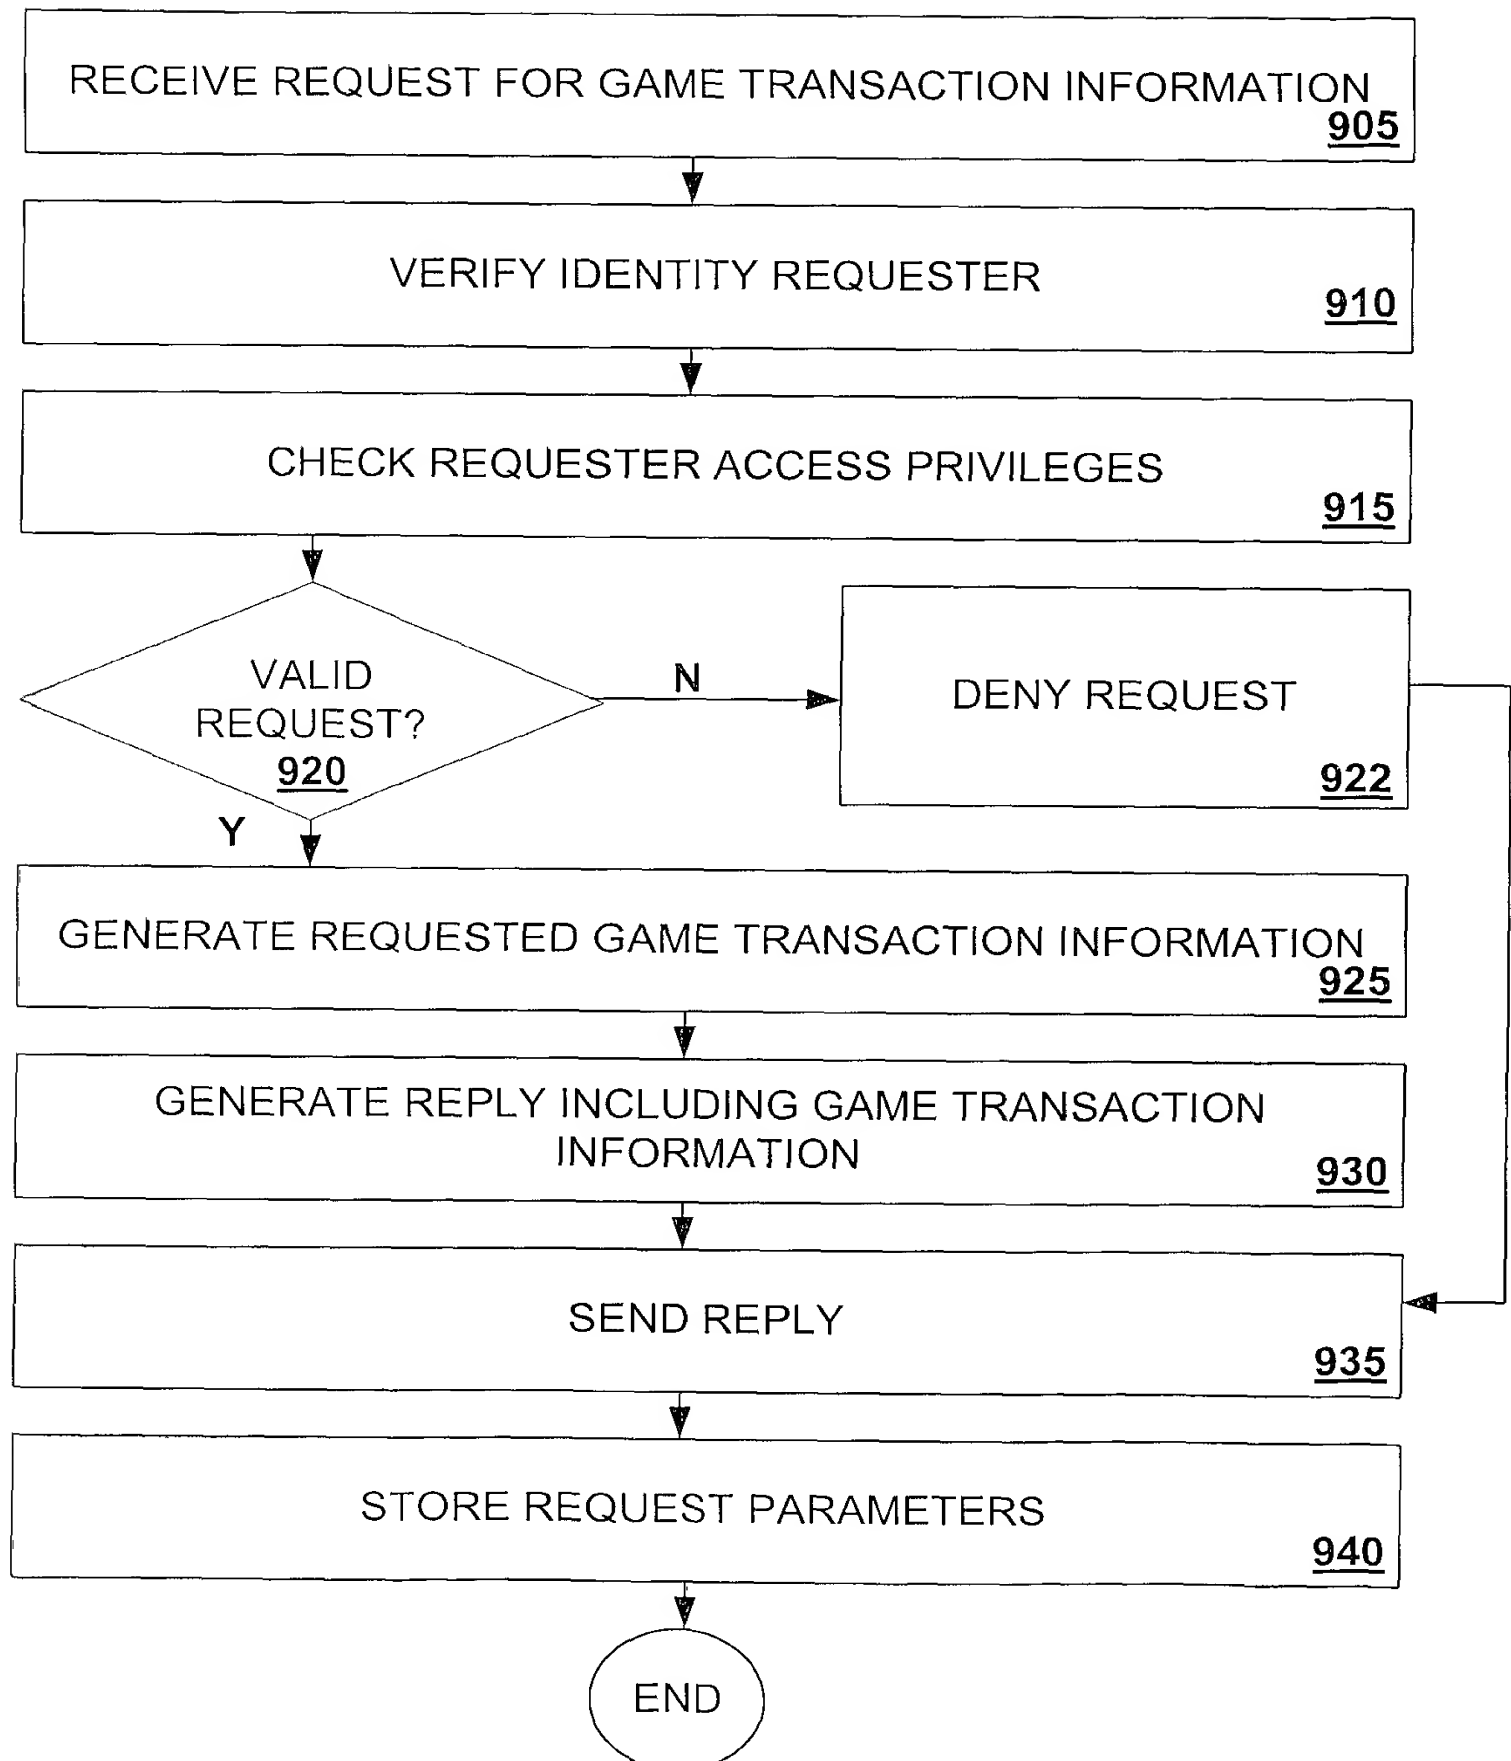 RECEIVE REQUEST FOR GAME TRANSACTION INFORMATION
905
VERIFY IDENTITY REQUESTER
910
CHECK REQUESTER ACCESS PRIVILEGES
915
VALID
REQUEST?
920
N
DENY REQUEST
922
Y
GENERATE REQUESTED GAME TRANSACTION INFORMATION
925
GENERATE REPLY INCLUDING GAME TRANSACTION
INFORMATION
930
SEND REPLY
935
STORE REQUEST PARAMETERS
940
END